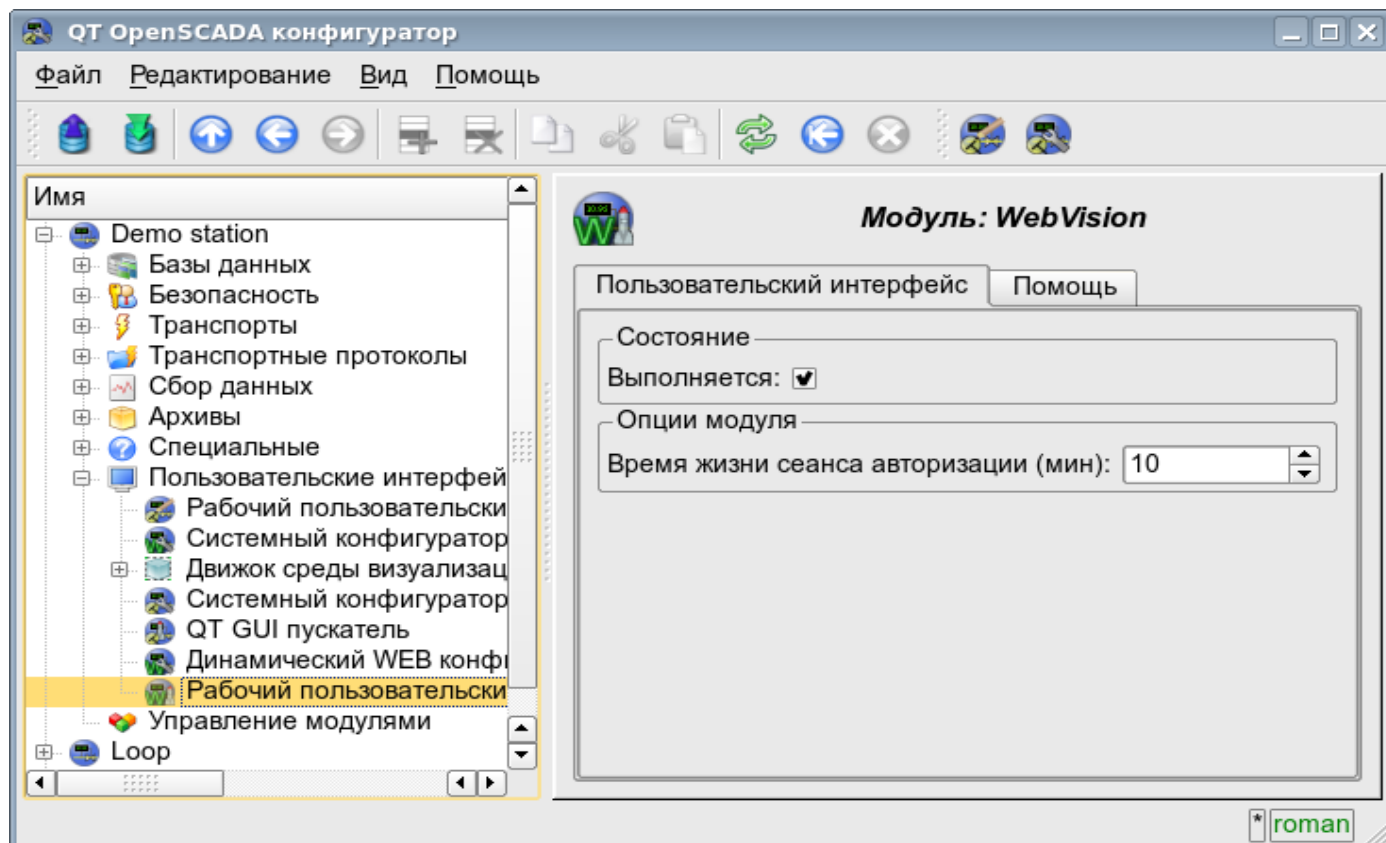 QT OpenSCADA конфигуратор
Файл Редактирование Вид Помощь
Имя
Demo station
Базы данных
Безопасность
Транспорты
Транспортные протоколы
Сбор данных
Архивы
Специальные
Пользовательские интерфей
Рабочий пользовательски
Системный конфигуратор
Движок среды визуализац
Системный конфигуратор
QT GUI пускатель
Динамический WEB конф
Рабочий пользовательски
Управление модулями
Loop
Модуль: WebVision
Пользовательский интерфейс Помощь
Состояние
Выполняется:
Опции модуля
Время жизни сеанса авторизации (мин): 10
* roman